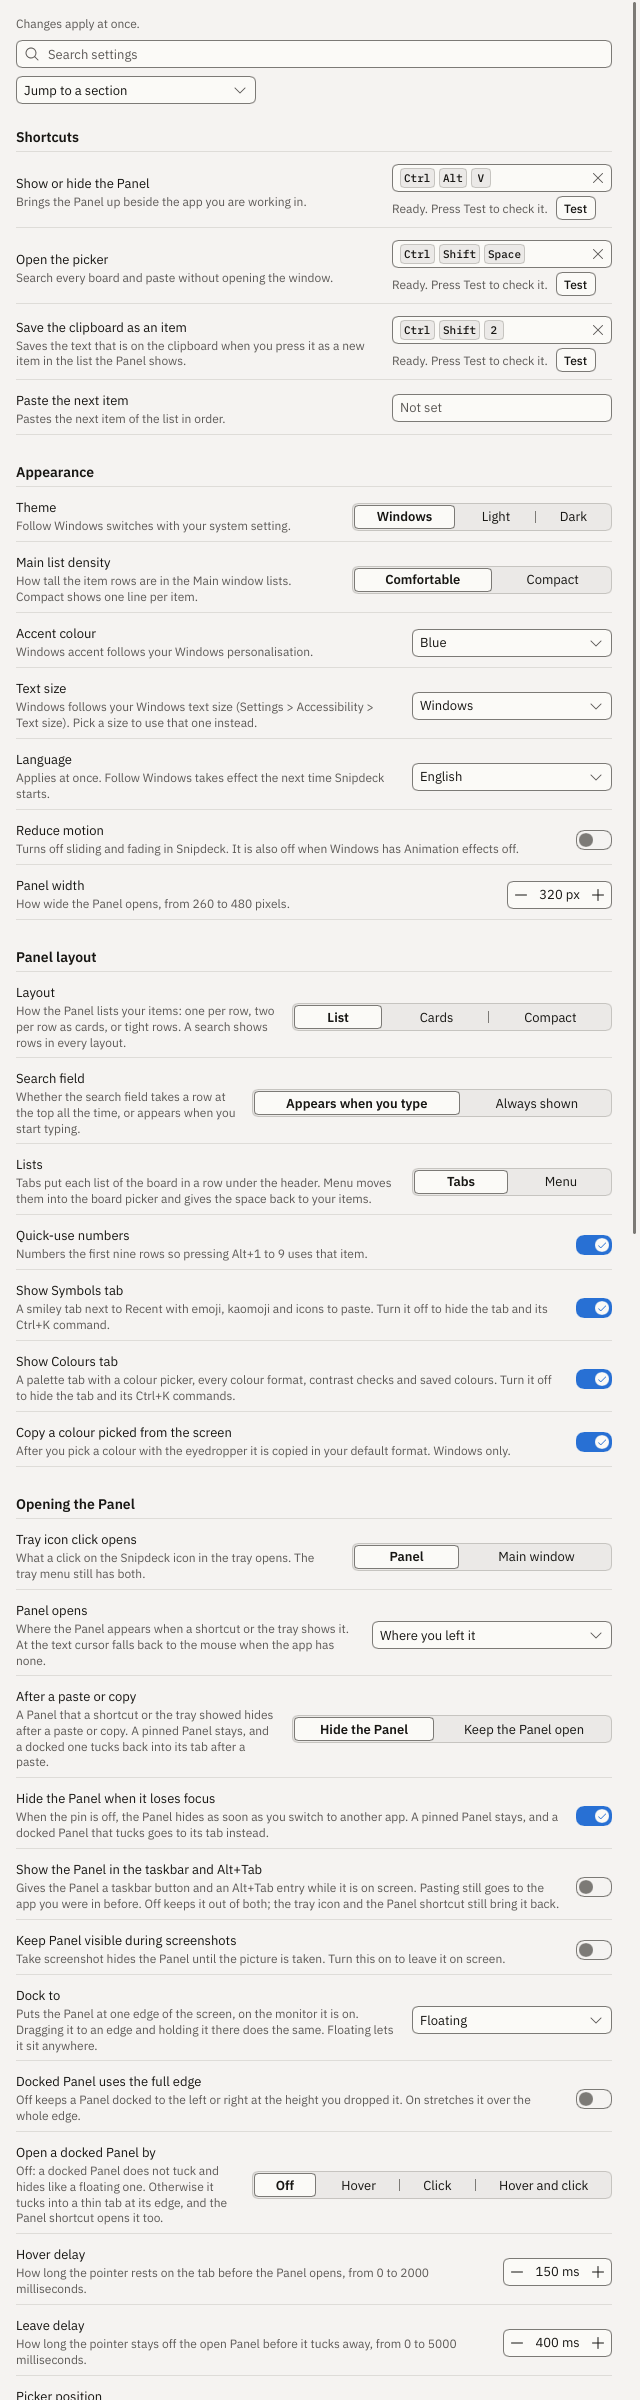 Changes apply at once.
Search settings
Jump to a section
Shortcuts
Show or hide the Panel
Brings the Panel up beside the app you are working in.
Ctrl Alt V
Ready. Press Test to check it. Test
Open the picker
Search every board and paste without opening the window.
Ctrl Shift Space
Ready. Press Test to check it. Test
Save the clipboard as an item
Saves the text that is on the clipboard when you press it as a new
item in the list the Panel shows.
Ctrl Shift 2
Ready. Press Test to check it. Test
Paste the next item
Pastes the next item of the list in order.
Not set
Appearance
Theme
Follow Windows switches with your system setting.
Windows Light Dark
Main list density
How tall the item rows are in the Main window lists.
Compact shows one line per item.
Comfortable Compact
Accent colour
Windows accent follows your Windows personalisation.
Blue
Text size
Windows follows your Windows text size (Settings > Accessibility >
Text size). Pick a size to use that one instead.
Windows
Language
Applies at once. Follow Windows takes effect the next time Snipdeck
starts.
English
Reduce motion
Turns off sliding and fading in Snipdeck. It is also off when Windows has Animation effects off.
Panel width
How wide the Panel opens, from 260 to 480 pixels.
320 px
Panel layout
Layout
How the Panel lists your items: one per row, two
per row as cards, or tight rows. A search shows
rows in every layout.
List Cards Compact
Search field
Whether the search field takes a row at
the top all the time, or appears when you
start typing.
Appears when you type Always shown
Lists
Tabs put each list of the board in a row under the header. Menu moves
them into the board picker and gives the space back to your items.
Tabs Menu
Quick-use numbers
Numbers the first nine rows so pressing Alt+1 to 9 uses that item.
Show Symbols tab
A smiley tab next to Recent with emoji, kaomoji and icons to paste. Turn it off to hide the tab and its
Ctrl+K command.
Show Colours tab
A palette tab with a colour picker, every colour format, contrast checks and saved colours. Turn it off
to hide the tab and its Ctrl+K commands.
Copy a colour picked from the screen
After you pick a colour with the eyedropper it is copied in your default format. Windows only.
Opening the Panel
Tray icon click opens
What a click on the Snipdeck icon in the tray opens. The
tray menu still has both.
Panel Main window
Panel opens
Where the Panel appears when a shortcut or the tray shows it.
At the text cursor falls back to the mouse when the app has
none.
Where you left it
After a paste or copy
A Panel that a shortcut or the tray showed hides
after a paste or copy. A pinned Panel stays, and
a docked one tucks back into its tab after a
paste.
Hide the Panel Keep the Panel open
Hide the Panel when it loses focus
When the pin is off, the Panel hides as soon as you switch to another app. A pinned Panel stays, and a
docked Panel that tucks goes to its tab instead.
Show the Panel in the taskbar and Alt+Tab
Gives the Panel a taskbar button and an Alt+Tab entry while it is on screen. Pasting still goes to the
app you were in before. Off keeps it out of both; the tray icon and the Panel shortcut still bring it back.
Keep Panel visible during screenshots
Take screenshot hides the Panel until the picture is taken. Turn this on to leave it on screen.
Dock to
Puts the Panel at one edge of the screen, on the monitor it is on.
Dragging it to an edge and holding it there does the same. Floating lets
it sit anywhere.
Floating
Docked Panel uses the full edge
Off keeps a Panel docked to the left or right at the height you dropped it. On stretches it over the
whole edge.
Open a docked Panel by
Off: a docked Panel does not tuck and
hides like a floating one. Otherwise it
tucks into a thin tab at its edge, and the
Panel shortcut opens it too.
Off Hover Click Hover and click
Hover delay
How long the pointer rests on the tab before the Panel opens, from 0 to 2000
milliseconds.
150 ms
Leave delay
How long the pointer stays off the open Panel before it tucks away, from 0 to 5000
milliseconds.
400 ms
Picker position